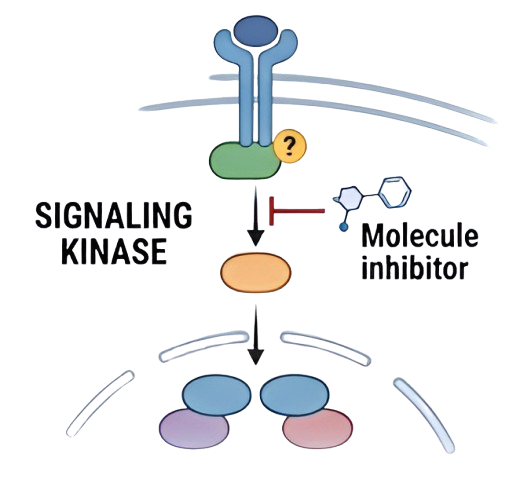 ?
SIGNALING
KINASE
Molecule
inhibitor